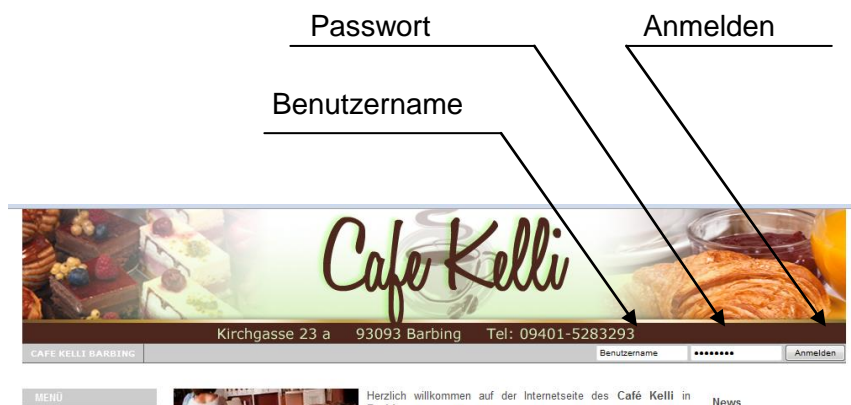 Passwort
Anmelden
Benutzername
Cafe Kelli
Kirchgasse 23 a 93093 Barbing Tel: 09401-5283293
CAFE KELLI BARBING
Benutzername
••••••••
Anmelden
MENÜ
Herzlich willkommen auf der Internetseite des Café Kelli in
News